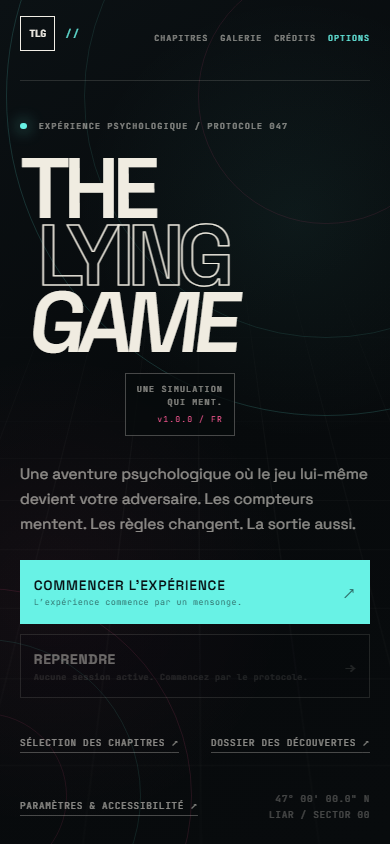 TLG //
CHAPITRES GALERIE CRÉDITS OPTIONS
EXPÉRIENCE PSYCHOLOGIQUE / PROTOCOLE 047
THE
LYING
GAME
UNE SIMULATION
QUI MENT.
v1.0.0 / FR
Une aventure psychologique où le jeu lui-même
devient votre adversaire. Les compteurs
mentent. Les règles changent. La sortie aussi.
COMMENCER L'EXPÉRIENCE ↗
L'expérience commence par un mensonge.
REPRENDRE →
Aucune session active. Commencez par le protocole.
SÉLECTION DES CHAPITRES ↗ DOSSIER DES DÉCOUVERTES ↗
PARAMÈTRES & ACCESSIBILITÉ ↗
47° 00' 00.0" N
LIAR / SECTOR 00